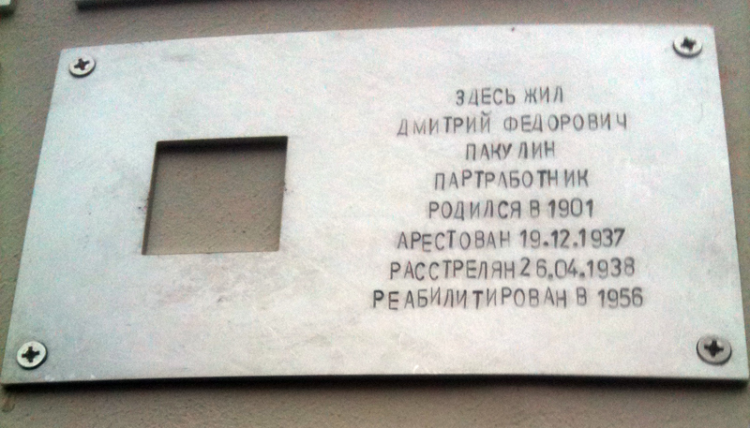 ЗДЕСЬ ЖИЛ
ДМИТРИЙ ФЕДОРОВИЧ
ПАКУЛИН
ПАРТРАБОТНИК
РОДИЛСЯ В 1901
АРЕСТОВАН 19.12.1937
РАССТРЕЛЯН 26.04.1938
РЕАБИЛИТИРОВАН В 1956